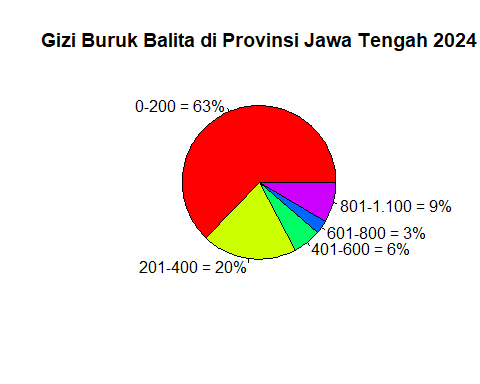 Gizi Buruk Balita di Provinsi Jawa Tengah 2024
0-200 = 63%
801-1.100 = 9%
601-800 = 3%
401-600 = 6%
201-400 = 20%